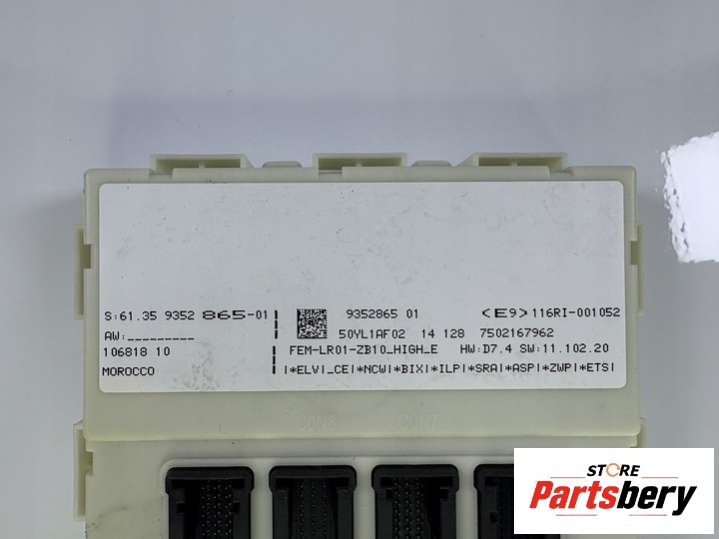 S:61.35 9352 865-01
AW:_________
106818 10
MOROCCO
9352865 01
<E9>116RI-001052
50YL1AF02 14 128 7502167962
FEM-LR01-ZB10_HIGH_E HW:D7.4 SW:11.102.20
|*ELV|_CE|*NCW|*BIX|*ILP|*SRA|*ASP|*ZWP|*ETS|
STORE
Partsbery